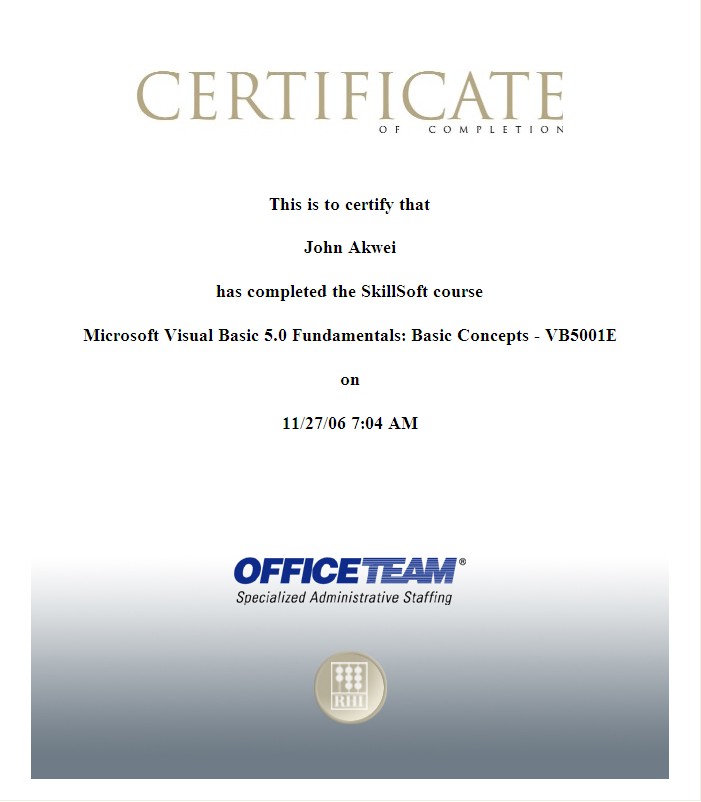 CERTIFICATE
OF COMPLETION
This is to certify that
John Akwei
has completed the SkillSoft course
Microsoft Visual Basic 5.0 Fundamentals: Basic Concepts - VB5001E
on
11/27/06 7:04 AM
OFFICETEAM®
Specialized Administrative Staffing
RHI